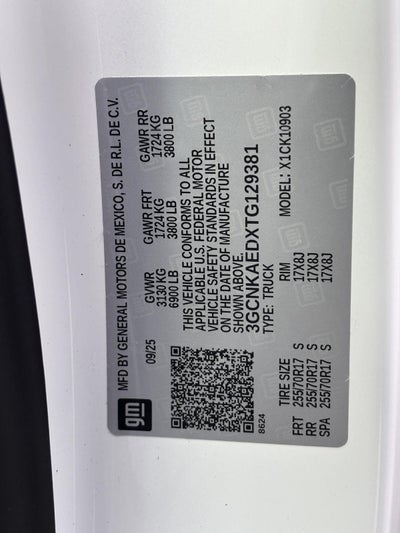 gm
MFD BY GENERAL MOTORS DE MEXICO, S. DE R.L. DE C.V.
09/25 GVWR GAWR FRT GAWR RR
3130 KG 1724 KG 1724 KG
6900 LB 3800 LB 3800 LB
THIS VEHICLE CONFORMS TO ALL
APPLICABLE U.S. FEDERAL MOTOR
VEHICLE SAFETY STANDARDS IN EFFECT
ON THE DATE OF MANUFACTURE
SHOWN ABOVE.
3GCNKAEDXTG129381
TYPE: TRUCK MODEL: X1CK10903
8624
TIRE SIZE RIM
FRT 255/70R17 S 17X8J
RR 255/70R17 S 17X8J
SPA 255/70R17 S 17X8J